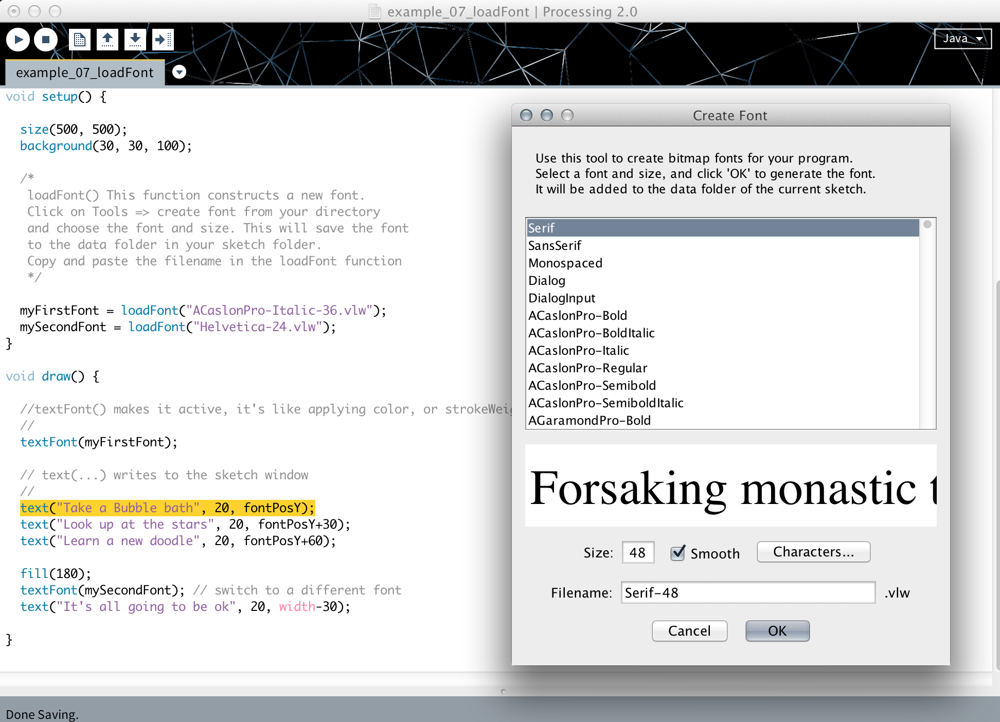 example_07_loadFont | Processing 2.0
Java
example_07_loadFont
void setup() {
size(500, 500);
background(30, 30, 100);
/*
loadFont() This function constructs a new font.
Click on Tools => create font from your directory
and choose the font and size. This will save the font
to the data folder in your sketch folder.
Copy and paste the filename in the loadFont function
*/
myFirstFont = loadFont("ACaslonPro-Italic-36.vlw");
mySecondFont = loadFont("Helvetica-24.vlw");
}
void draw() {
//textFont() makes it active, it's like applying color, or strokeWeig
//
textFont(myFirstFont);
// text(...) writes to the sketch window
//
text("Take a Bubble bath", 20, fontPosY);
text("Look up at the stars", 20, fontPosY+30);
text("Learn a new doodle", 20, fontPosY+60);
fill(180);
textFont(mySecondFont); // switch to a different font
text("It's all going to be ok", 20, width-30);
}
Done Saving.
Create Font
Use this tool to create bitmap fonts for your program.
Select a font and size, and click 'OK' to generate the font.
It will be added to the data folder of the current sketch.
Serif
SansSerif
Monospaced
Dialog
DialogInput
ACaslonPro-Bold
ACaslonPro-BoldItalic
ACaslonPro-Italic
ACaslonPro-Regular
ACaslonPro-Semibold
ACaslonPro-SemiboldItalic
AGaramondPro-Bold
Forsaking monastic t
Size: 48 Smooth Characters...
Filename: Serif-48 .vlw
Cancel OK